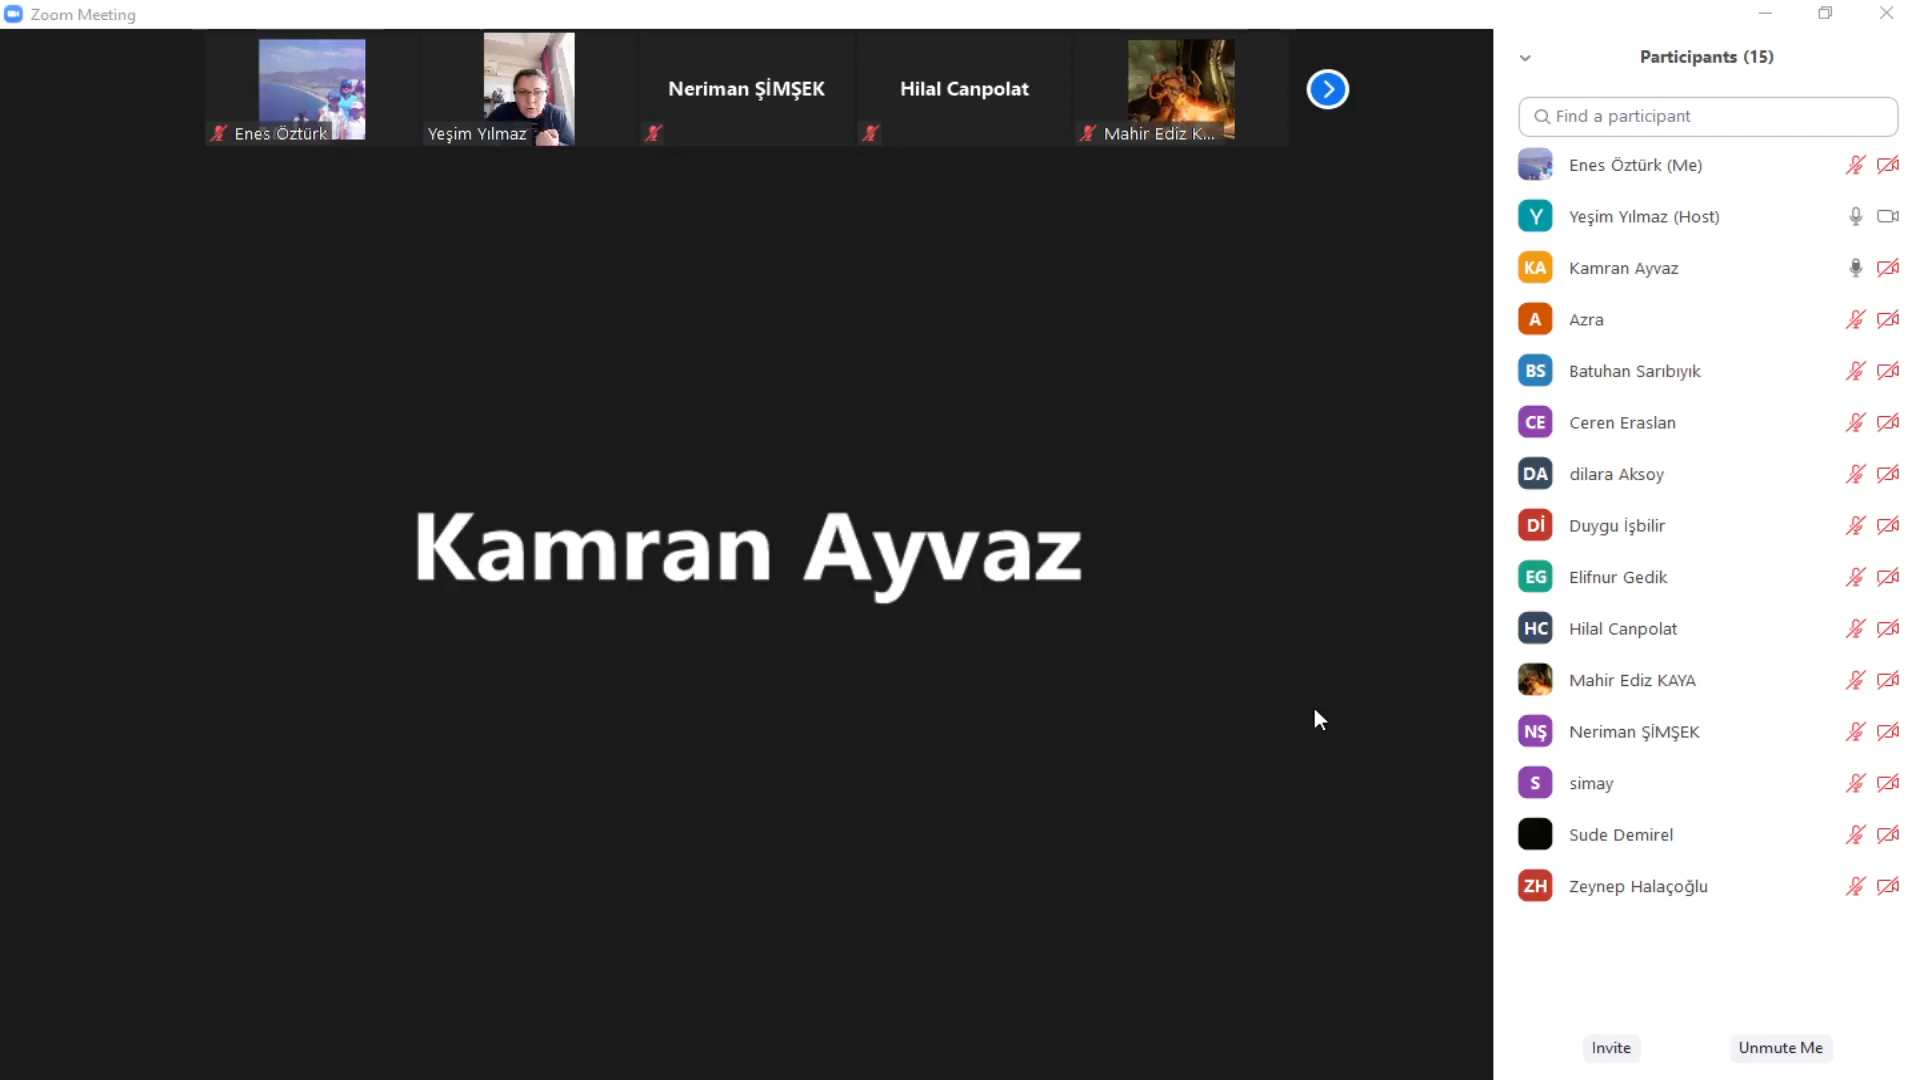 Zoom Meeting
Enes Öztürk
Yeşim Yılmaz
Neriman ŞİMŞEK
Hilal Canpolat
Mahir Ediz K...
Kamran Ayvaz
Participants (15)
Find a participant
Enes Öztürk (Me)
Y Yeşim Yılmaz (Host)
KA Kamran Ayvaz
A Azra
BS Batuhan Sarıbıyık
CE Ceren Eraslan
DA dilara Aksoy
Dİ Duygu İşbilir
EG Elifnur Gedik
HC Hilal Canpolat
Mahir Ediz KAYA
NŞ Neriman ŞİMŞEK
S simay
Sude Demirel
ZH Zeynep Halaçoğlu
Invite Unmute Me